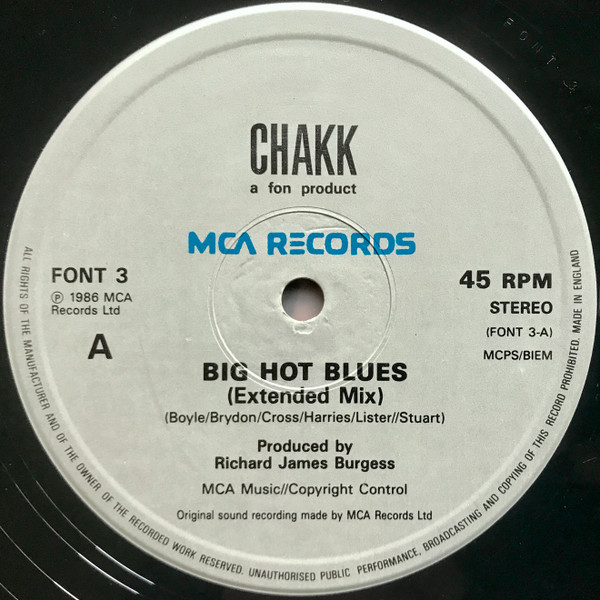 FONT 3
CHAKK
a fon product
MCA RECORDS
FONT 3
℗ 1986 MCA
Records Ltd
A
45 RPM
STEREO
(FONT 3-A)
MCPS/BIEM
BIG HOT BLUES
(Extended Mix)
(Boyle/Brydon/Cross/Harries/Lister//Stuart)
Produced by
Richard James Burgess
MCA Music//Copyright Control
Original sound recording made by MCA Records Ltd
ALL RIGHTS OF THE MANUFACTURER AND OF THE OWNER OF THE RECORDED WORK RESERVED. UNAUTHORISED PUBLIC PERFORMANCE, BROADCASTING AND COPYING OF THIS RECORD PROHIBITED. MADE IN ENGLAND